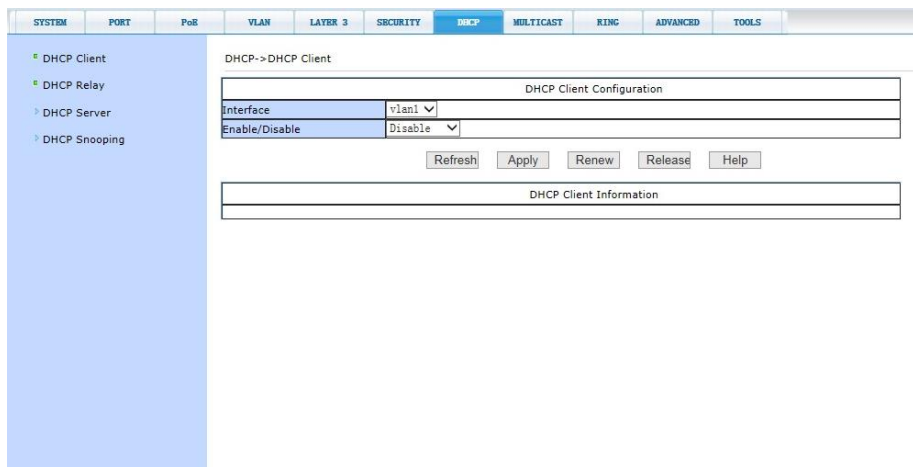 SYSTEM PORT PoE VLAN LAYER 3 SECURITY DHCP MULTICAST RING ADVANCED TOOLS
DHCP Client
DHCP Relay
DHCP Server
DHCP Snooping
DHCP->DHCP Client
DHCP Client Configuration
Interface vlan1
Enable/Disable Disable
Refresh Apply Renew Release Help
DHCP Client Information